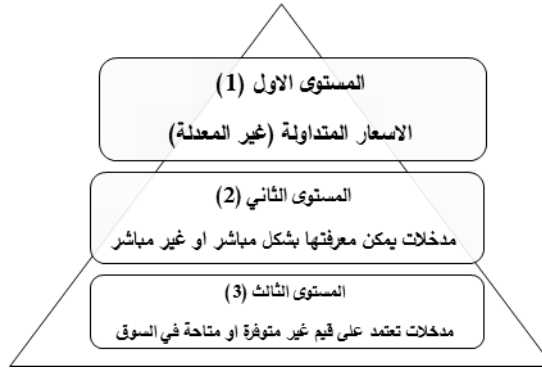 المستوى الاول (1)
الاسعار المتداولة (غير المعدلة)
المستوى الثاني (2)
مدخلات يمكن معرفتها بشكل مباشر او غير مباشر
المستوى الثالث (3)
مدخلات تعتمد على قيم غير متوفرة او متاحة في السوق